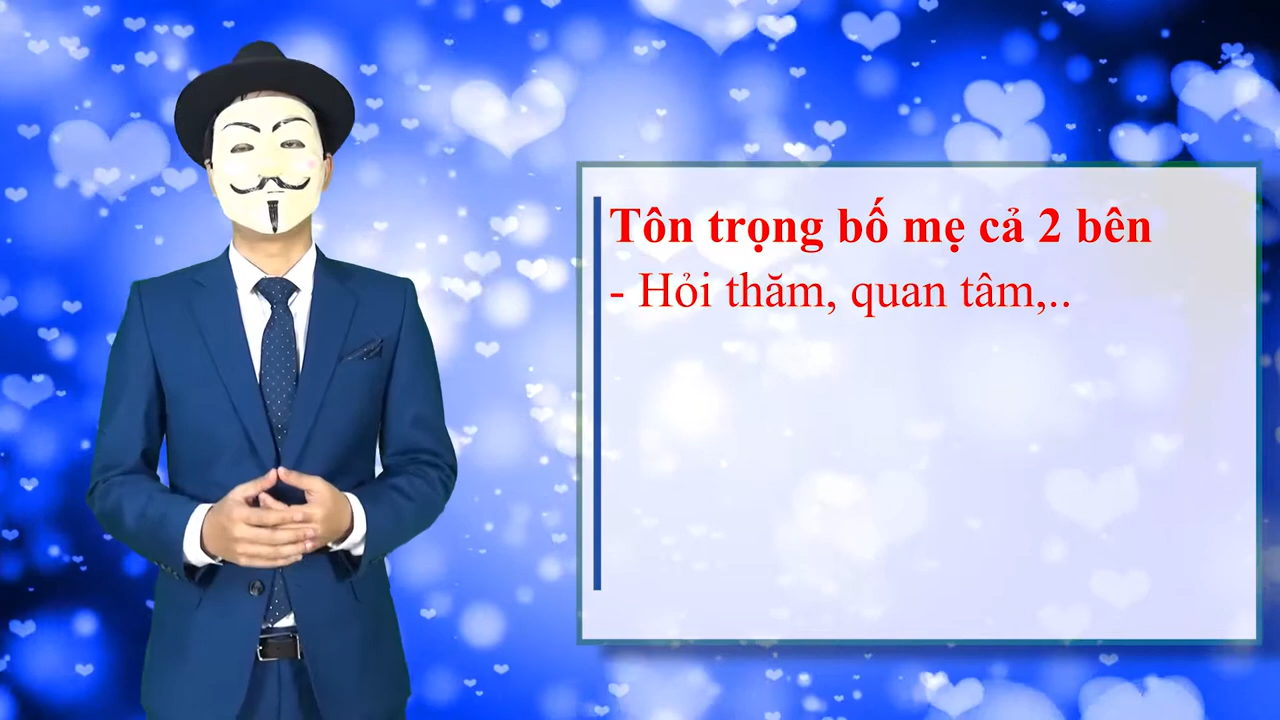 Tôn trọng bố mẹ cả 2 bên
- Hỏi thăm, quan tâm,..